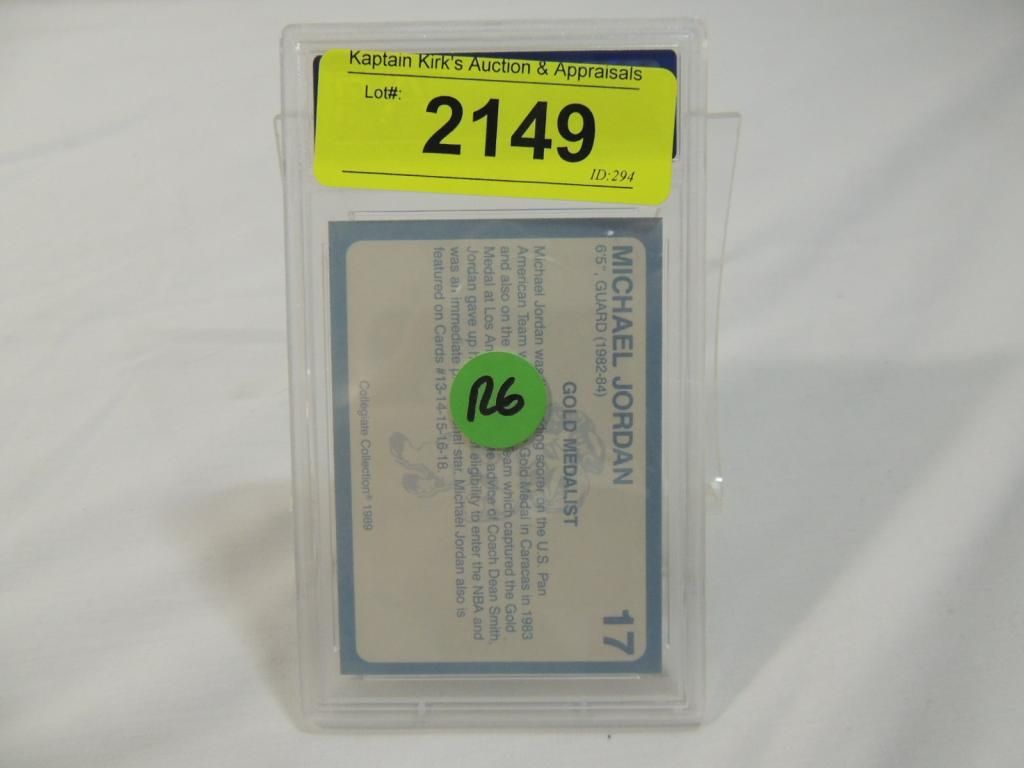 Kaptain Kirk's Auction & Appraisals
Lot#:
2149
ID:294
MICHAEL JORDAN
17
6'5", GUARD (1982-84)
GOLD MEDALIST
Michael Jordan was scorer on the U.S. Pan
American Team Gold Medal in Caracas in 1983
and also on the which captured the Gold
Medal at Los advice of Coach Dean Smith,
Jordan gave up eligibility to enter the NBA and
was an immediate star. Michael Jordan also is
featured on Cards #13-14-15-16-18.
Collegiate Collection® 1989
R6